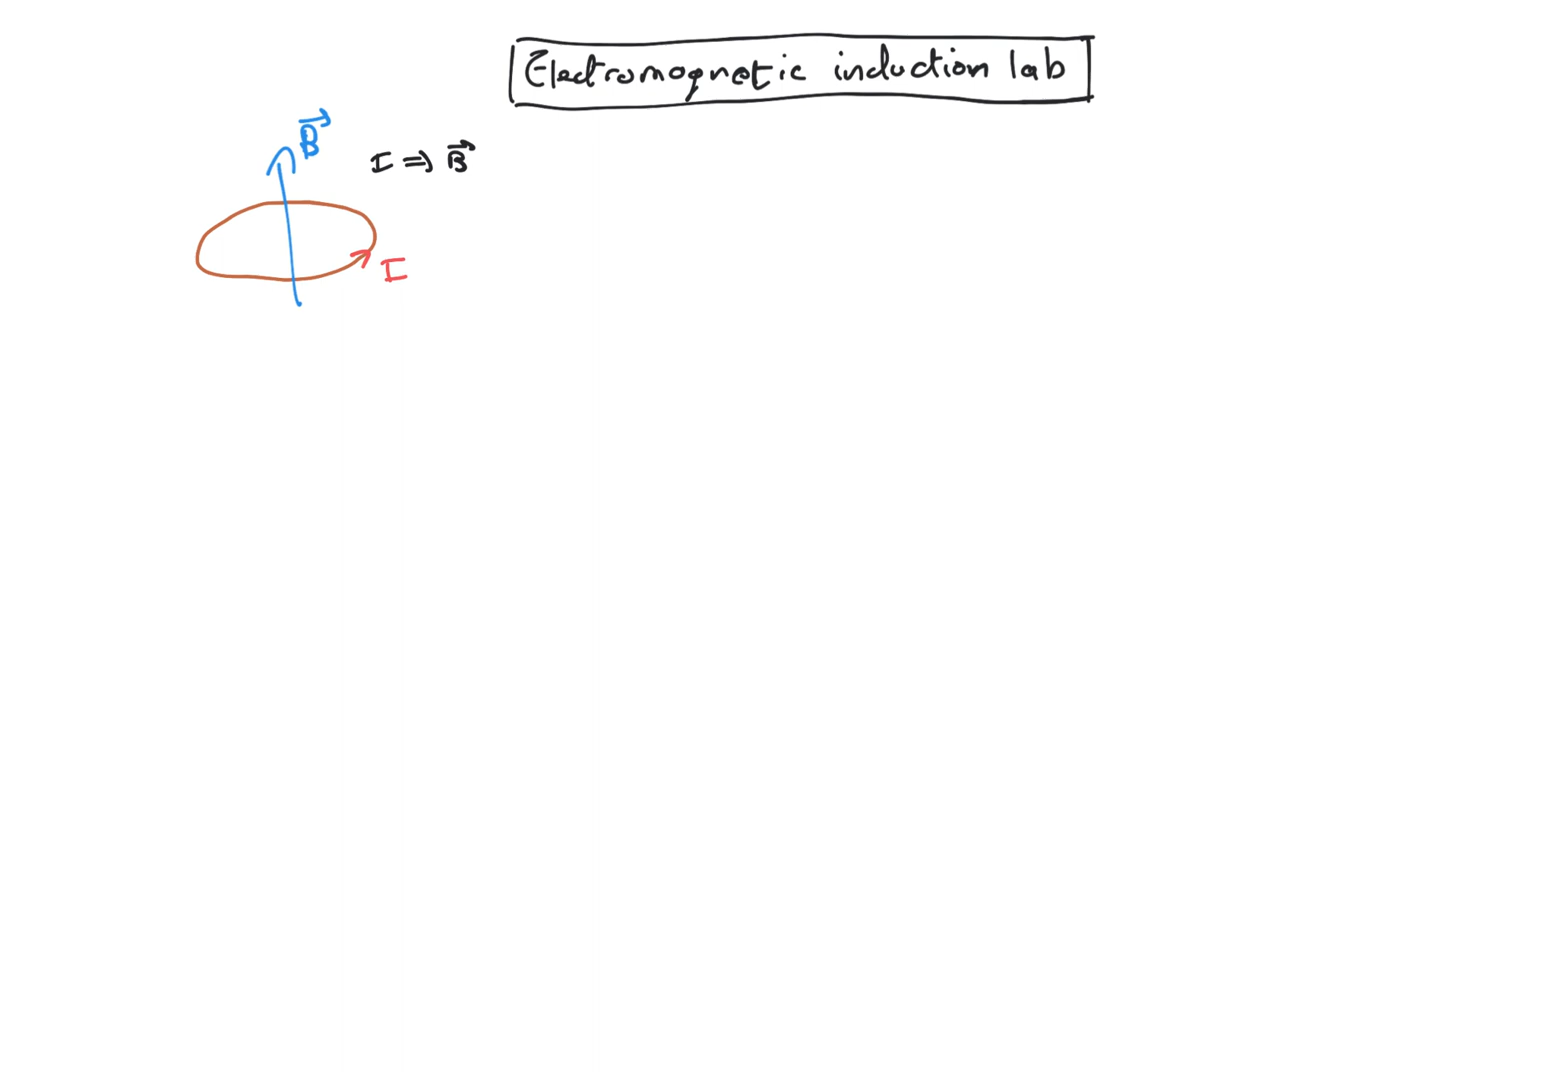 Electromagnetic induction lab
B⃗
I ⇒ B⃗
I